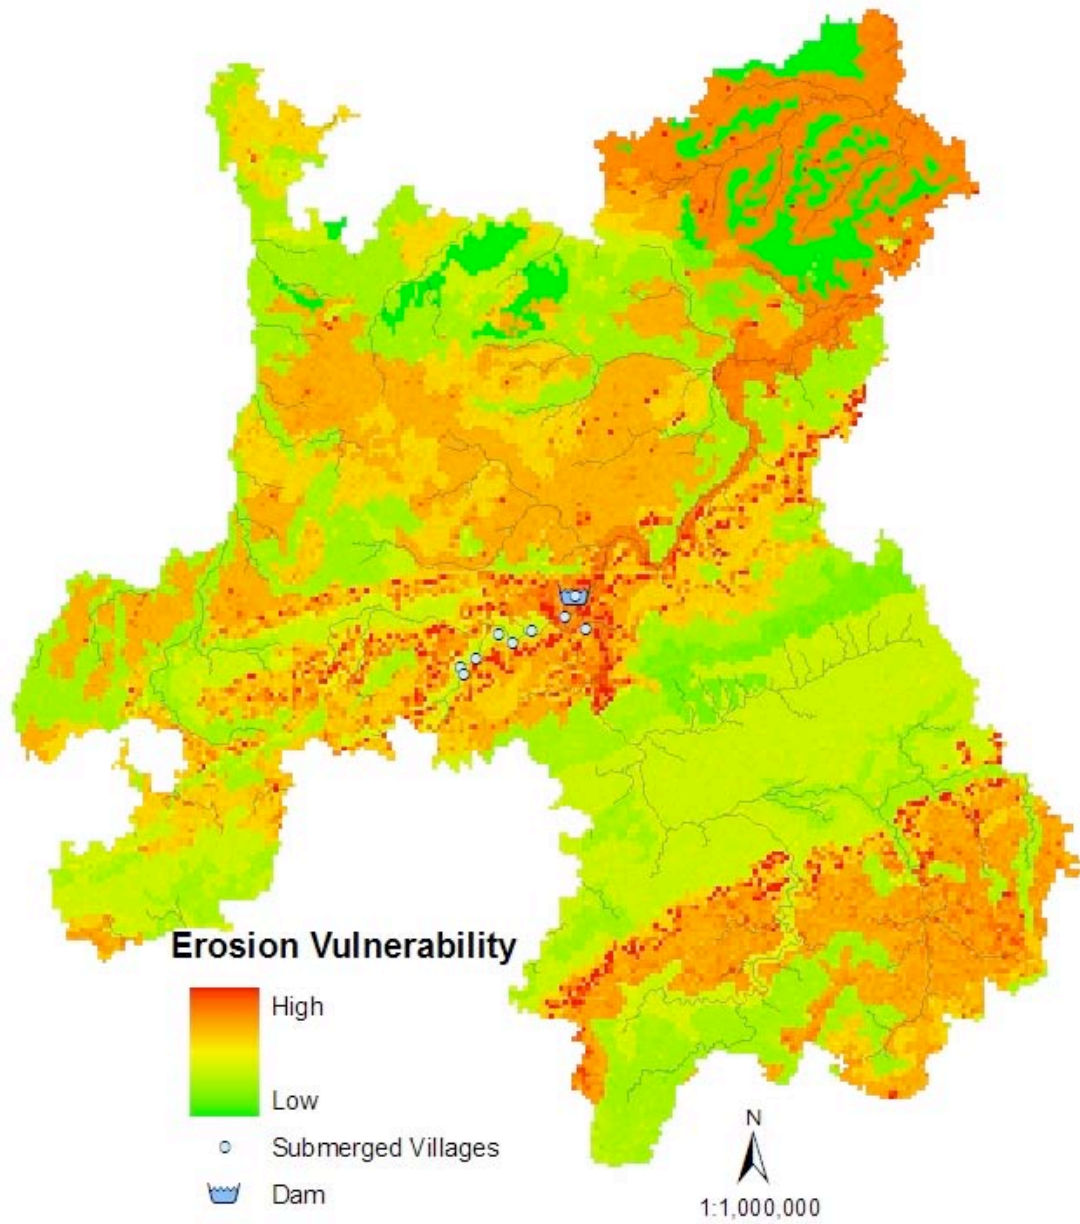 Erosion Vulnerability
High
Low
Submerged Villages
Dam
N
1:1,000,000